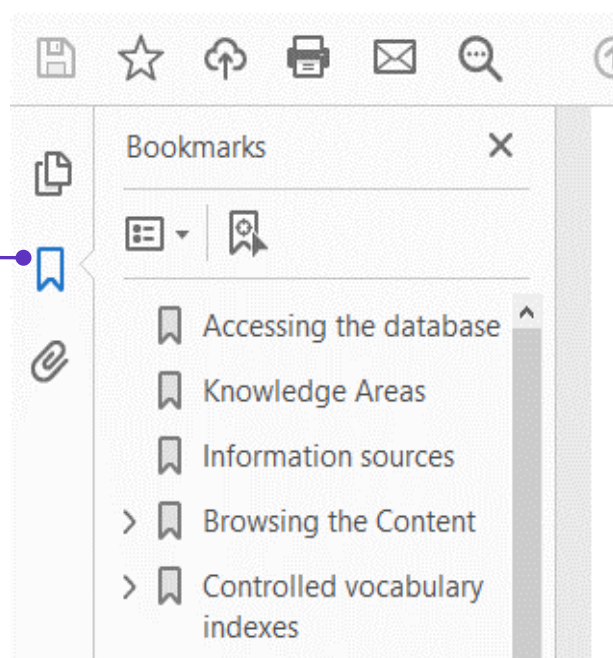 Bookmarks
Accessing the database
Knowledge Areas
Information sources
Browsing the Content
Controlled vocabulary
indexes